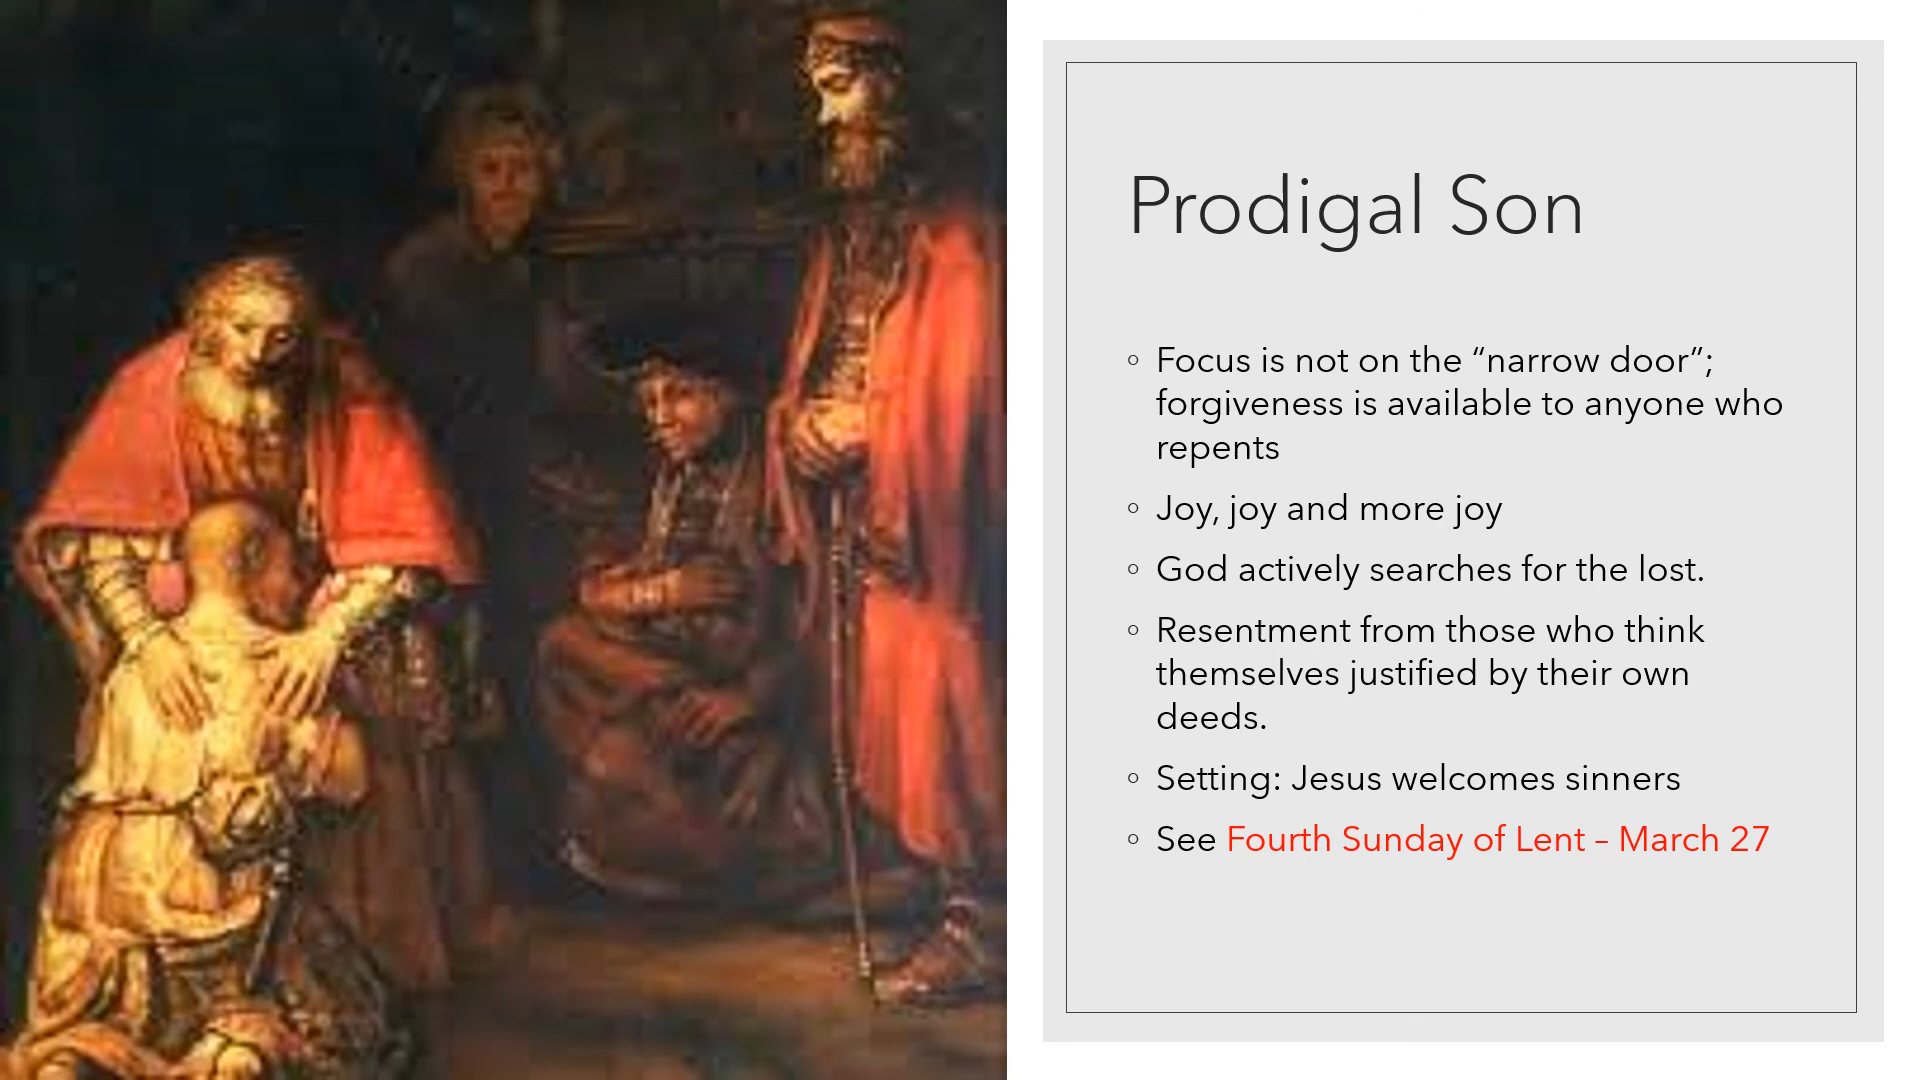 Prodigal Son
◦ Focus is not on the “narrow door”;
forgiveness is available to anyone who
repents
◦ Joy, joy and more joy
◦ God actively searches for the lost.
◦ Resentment from those who think
themselves justified by their own
deeds.
◦ Setting: Jesus welcomes sinners
◦ See Fourth Sunday of Lent – March 27